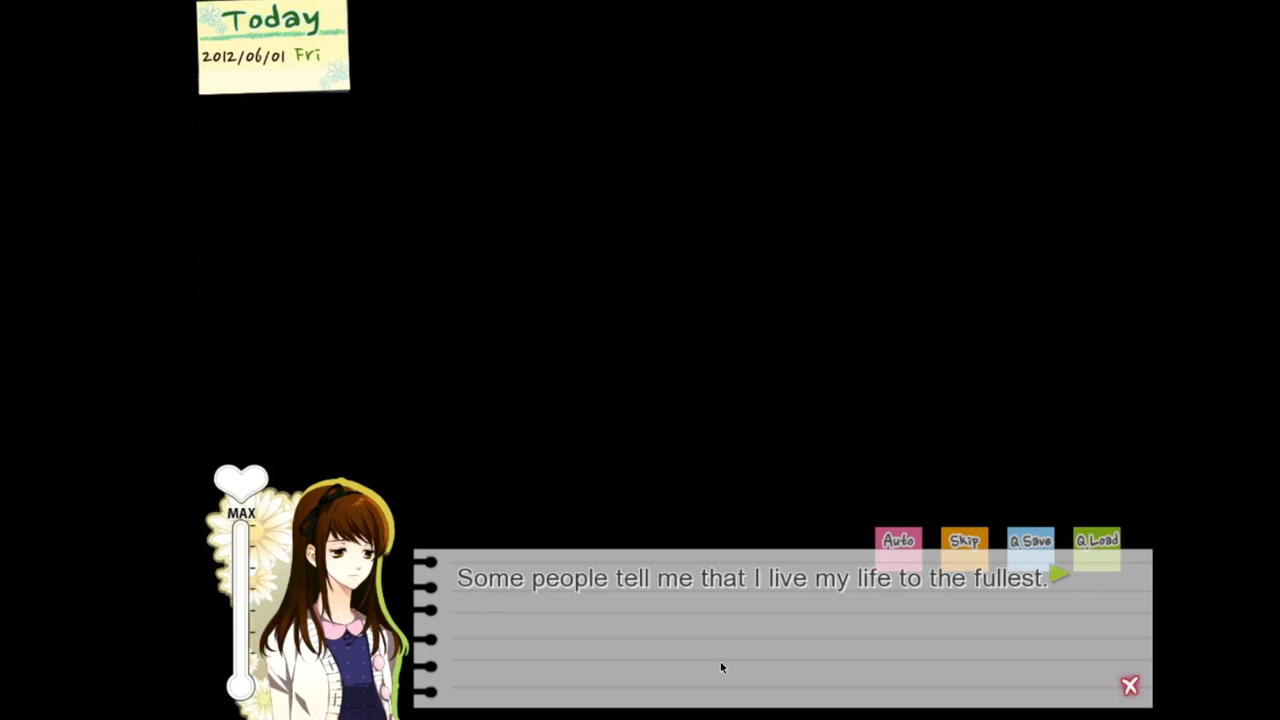 Today
2012/06/01 Fri
MAX
Auto Skip Q Save Q Load
Some people tell me that I live my life to the fullest.